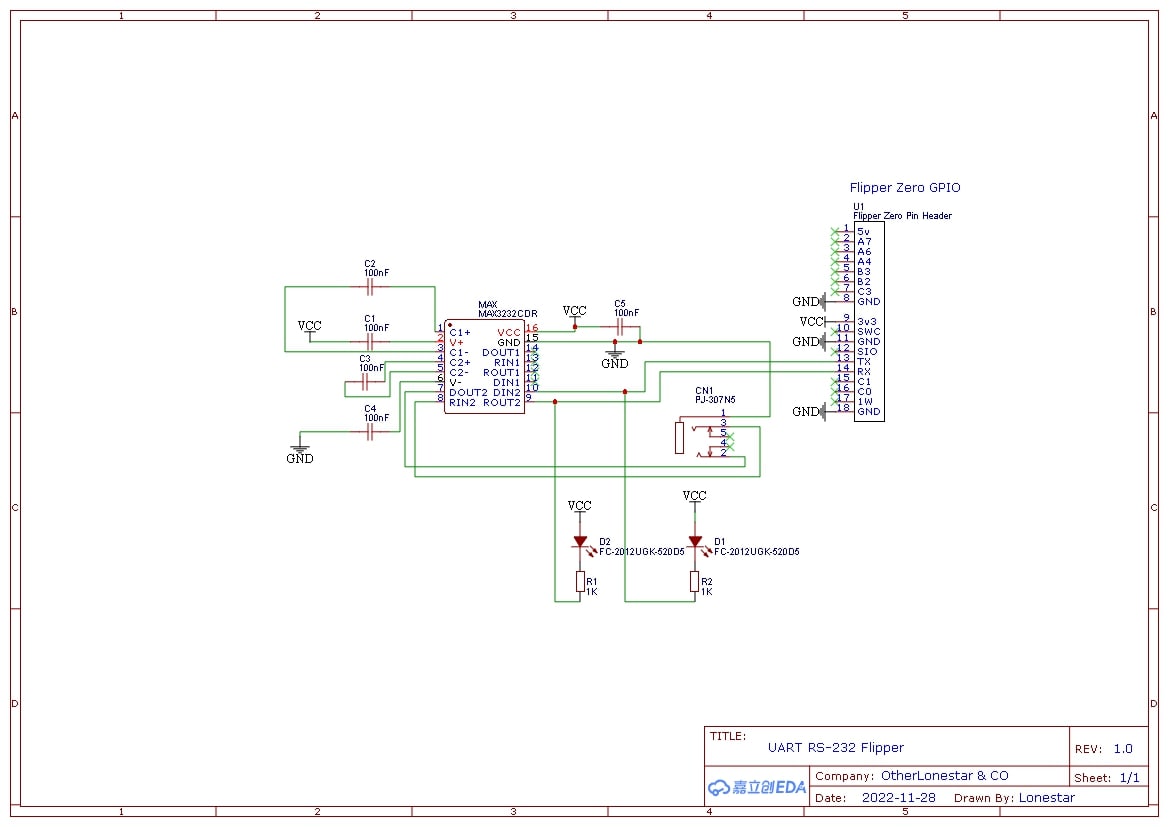 1 2 3 4 5
A A
B B
C C
D D
Flipper Zero GPIO
U1
Flipper Zero Pin Header
1 5v
2 A7
3 A6
4 A4
5 B3
6 B2
7 C3
GND 8 GND
VCC 9 3v3
10 SWC
GND 11 GND
12 SIO
13 TX
14 RX
15 C1
16 C0
17 1W
GND 18 GND
C2
100nF
VCC
C1
100nF
C3
100nF
C4
100nF
GND
MAX
MAX3232CDR
1 C1+ VCC 16
2 V+ GND 15
3 C1- DOUT1 14
4 C2+ RIN1 13
5 C2- ROUT1 12
6 V- DIN1 11
7 DOUT2 DIN2 10
8 RIN2 ROUT2 9
VCC
C5
100nF
GND
CN1
PJ-307N5
1
3
5
4
2
VCC
D2
FC-2012UGK-520D5
R1
1K
VCC
D1
FC-2012UGK-520D5
R2
1K
TITLE:
UART RS-232 Flipper
REV: 1.0
嘉立创EDA
Company: OtherLonestar & CO
Sheet: 1/1
Date: 2022-11-28 Drawn By: Lonestar
1 2 3 4 5